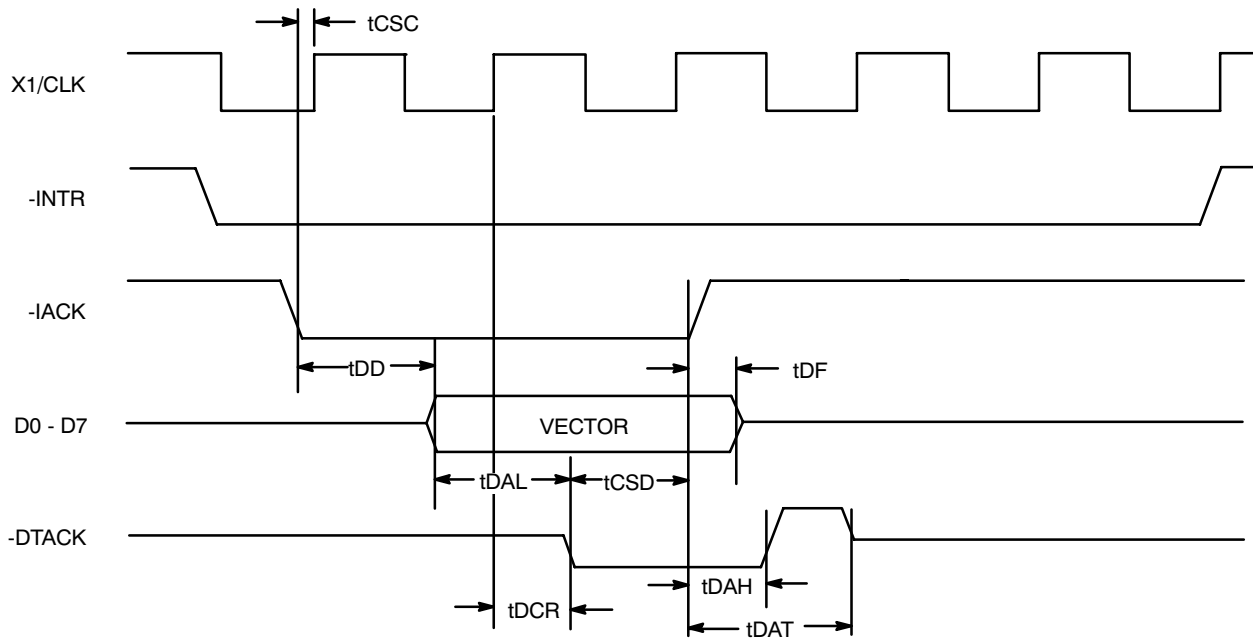 tCSC
X1/CLK
-INTR
-IACK
tDD
tDF
D0 - D7
VECTOR
tDAL
tCSD
-DTACK
tDAH
tDCR
tDAT